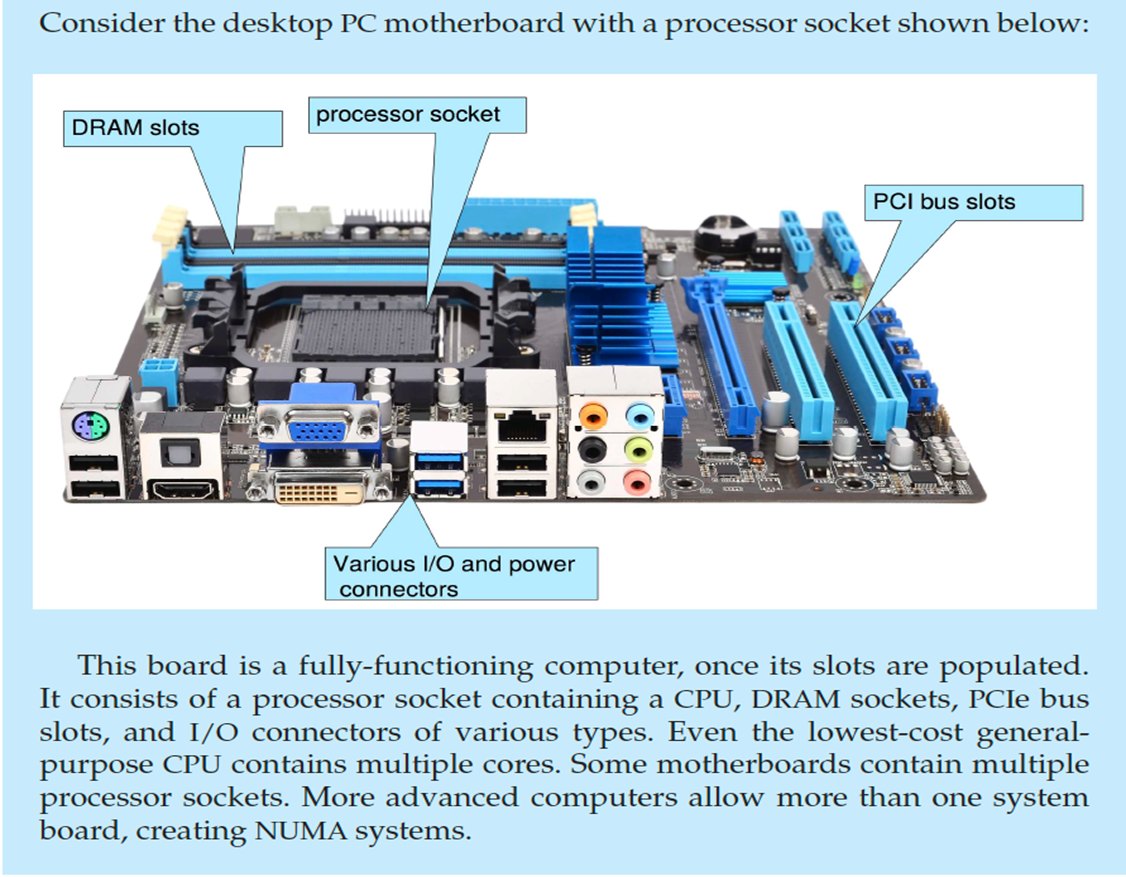 Consider the desktop PC motherboard with a processor socket shown below:
DRAM slots
processor socket
PCI bus slots
Various I/O and power
connectors
This board is a fully-functioning computer, once its slots are populated.
It consists of a processor socket containing a CPU, DRAM sockets, PCIe bus
slots, and I/O connectors of various types. Even the lowest-cost general-
purpose CPU contains multiple cores. Some motherboards contain multiple
processor sockets. More advanced computers allow more than one system
board, creating NUMA systems.